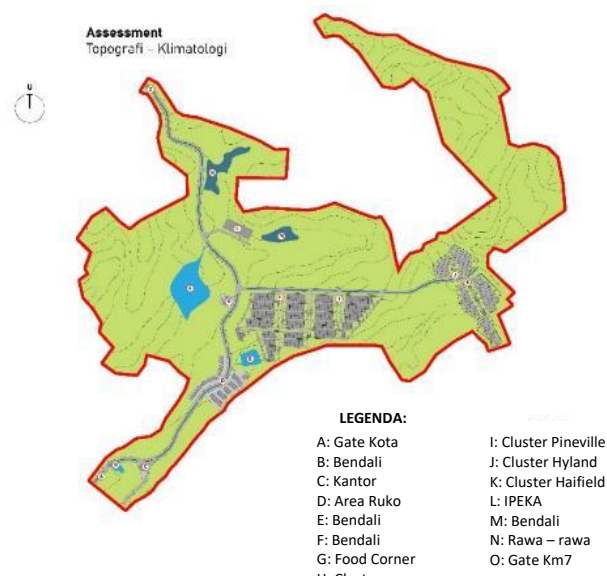 Assessment
Topografi - Klimatologi
U
LEGENDA:
A: Gate Kota
B: Bendali
C: Kantor
D: Area Ruko
E: Bendali
F: Bendali
G: Food Corner
I: Cluster Pineville
J: Cluster Hyland
K: Cluster Haifield
L: IPEKA
M: Bendali
N: Rawa – rawa
O: Gate Km7